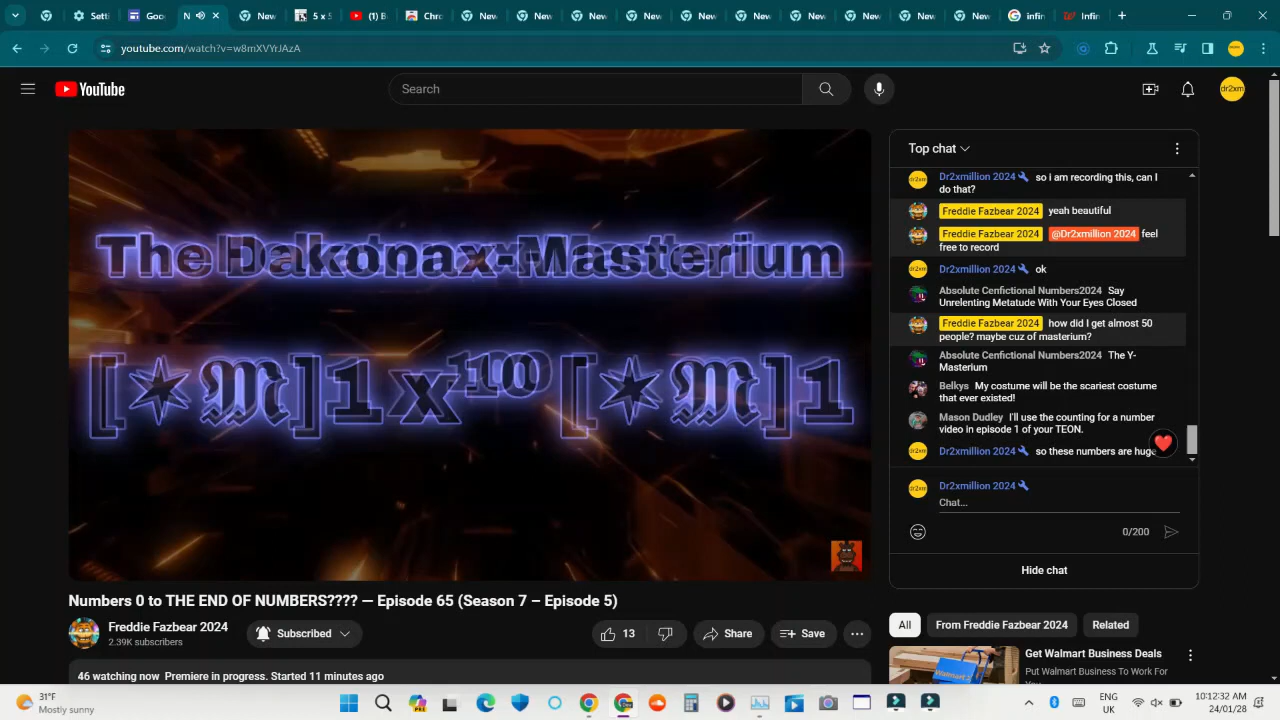 Setti
Goo
N
New
5 x 5
(1) B
Chro
New
New
New
New
New
New
New
New
New
New
infin
Infin
youtube.com/watch?v=w8mXVYrJAzA
YouTube
Search
dr2xm
The Dakonax-Masterium
[✶𝔐]1x¹⁰[✶𝔐]1
Numbers 0 to THE END OF NUMBERS???? — Episode 65 (Season 7 – Episode 5)
Freddie Fazbear 2024
2.39K subscribers
Subscribed
13
Share
Save
46 watching now Premiere in progress. Started 11 minutes ago
Top chat
Dr2xmillion 2024 so i am recording this, can I
do that?
Freddie Fazbear 2024 yeah beautiful
Freddie Fazbear 2024 @Dr2xmillion 2024 feel
free to record
Dr2xmillion 2024 ok
Absolute Cenfictional Numbers2024 Say
Unrelenting Metatude With Your Eyes Closed
Freddie Fazbear 2024 how did I get almost 50
people? maybe cuz of masterium?
Absolute Cenfictional Numbers2024 The Y-
Masterium
Belkys My costume will be the scariest costume
that ever existed!
Mason Dudley I'll use the counting for a number
video in episode 1 of your TEON.
Dr2xmillion 2024 so these numbers are huge
Dr2xmillion 2024
Chat...
0/200
Hide chat
All
From Freddie Fazbear 2024
Related
Get Walmart Business Deals
Put Walmart Business To Work For
31°F
Mostly sunny
ENG
UK
10:12:32 AM
24/01/28